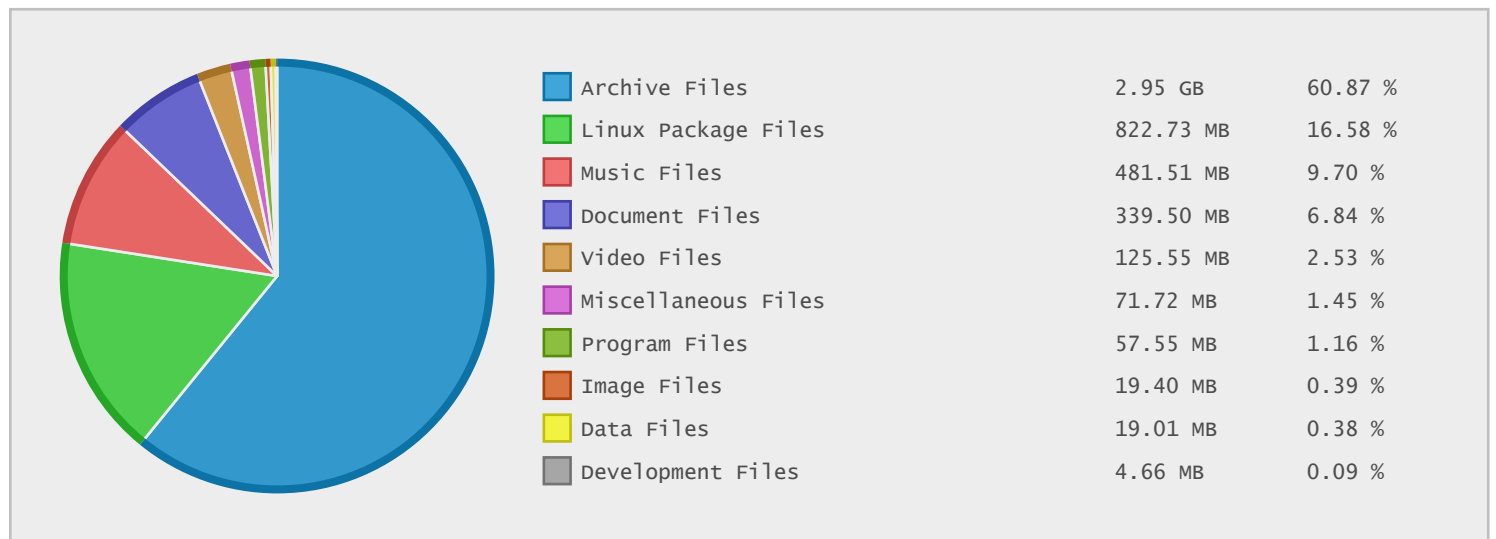 Archive Files 2.95 GB 60.87 %
Linux Package Files 822.73 MB 16.58 %
Music Files 481.51 MB 9.70 %
Document Files 339.50 MB 6.84 %
Video Files 125.55 MB 2.53 %
Miscellaneous Files 71.72 MB 1.45 %
Program Files 57.55 MB 1.16 %
Image Files 19.40 MB 0.39 %
Data Files 19.01 MB 0.38 %
Development Files 4.66 MB 0.09 %